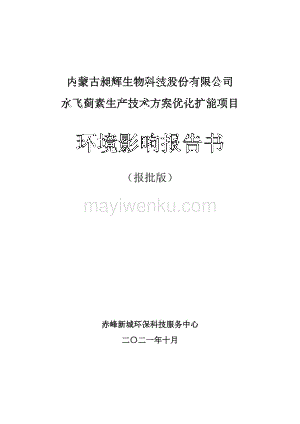 内蒙古昶辉生物科技股份有限公司
水飞蓟素生产技术方案优化扩能项目
环境影响报告书
（报批版）
mayiwenku.com
赤峰新城环保科技服务中心
二〇二一年十月